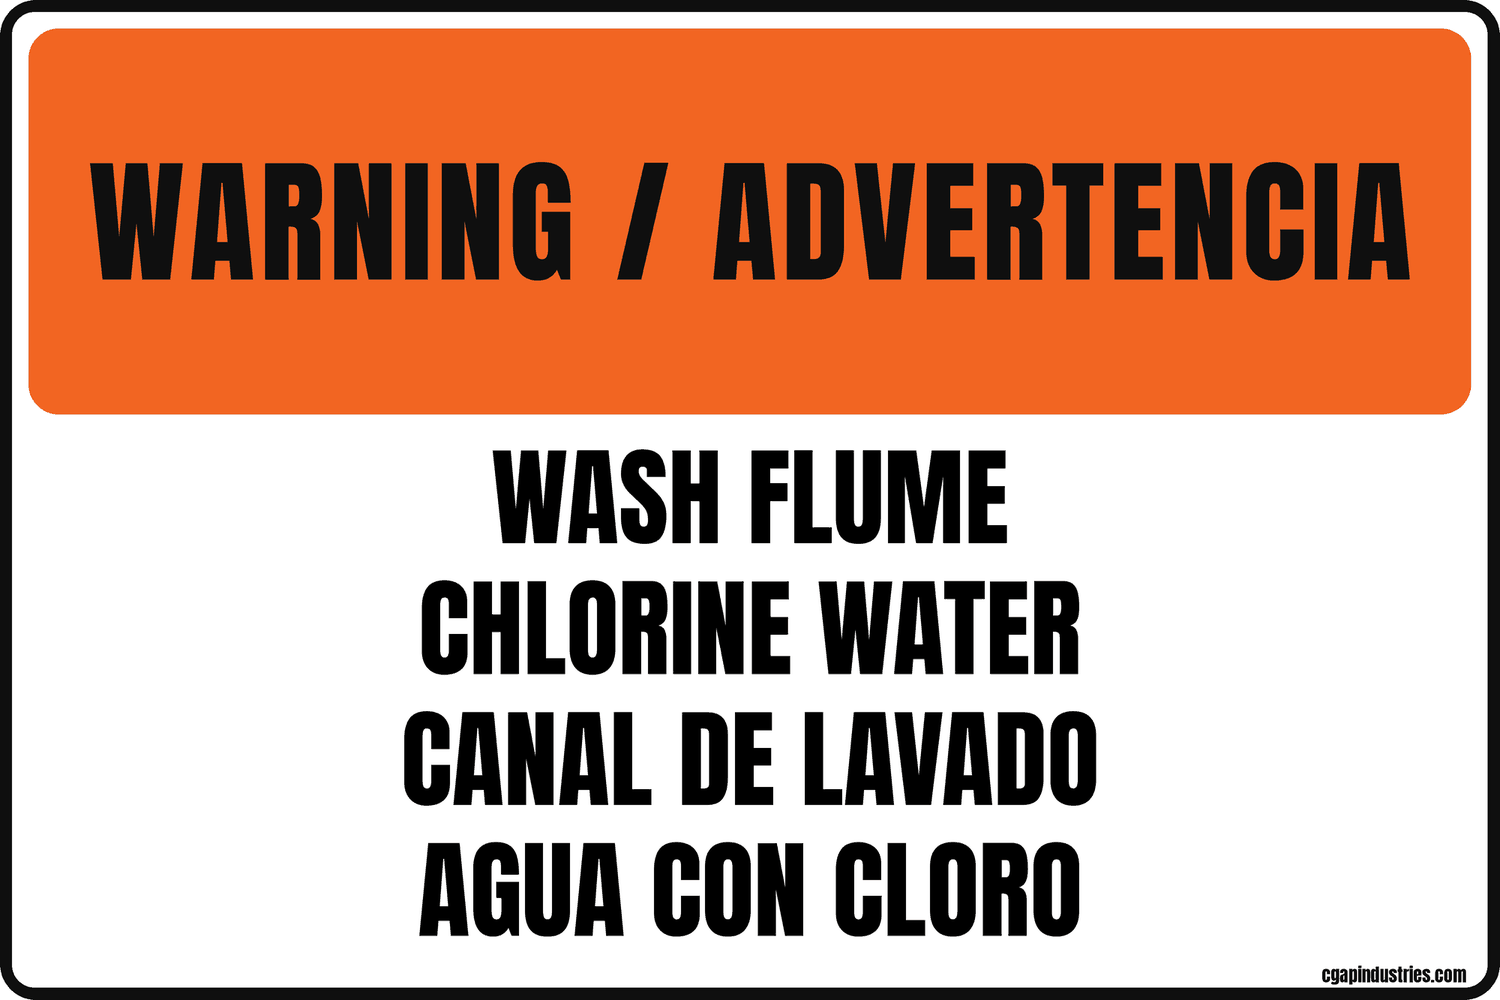 WARNING / ADVERTENCIA
WASH FLUME
CHLORINE WATER
CANAL DE LAVADO
AGUA CON CLORO
cgapindustries.com